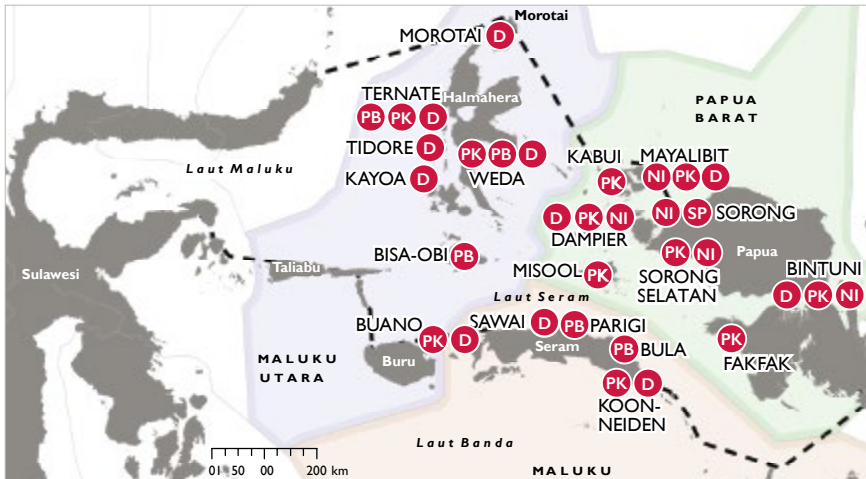 Morotai
MOROTAI D
TERNATE
PB PK D
Halmahera
PAPUA
BARAT
TIDORE D
Laut Maluku
KAYOA D
PK PB D
WEDA
KABUI
PK
MAYALIBIT
NI PK D
NI SP SORONG
D PK NI
DAMPIER
PK NI
SORONG
SELATAN
Papua
BISA-OBI PB
MISOOL PK
BINTUNI
D PK NI
Sulawesi
Taliabu
Laut Seram
BUANO
PK D
SAWAI D
PB PARIGI
Seram
PB BULA
PK
FAKFAK
MALUKU
UTARA
Buru
PK D
KOON-
NEIDEN
Laut Banda
0 50 00 200 km
MALUKU